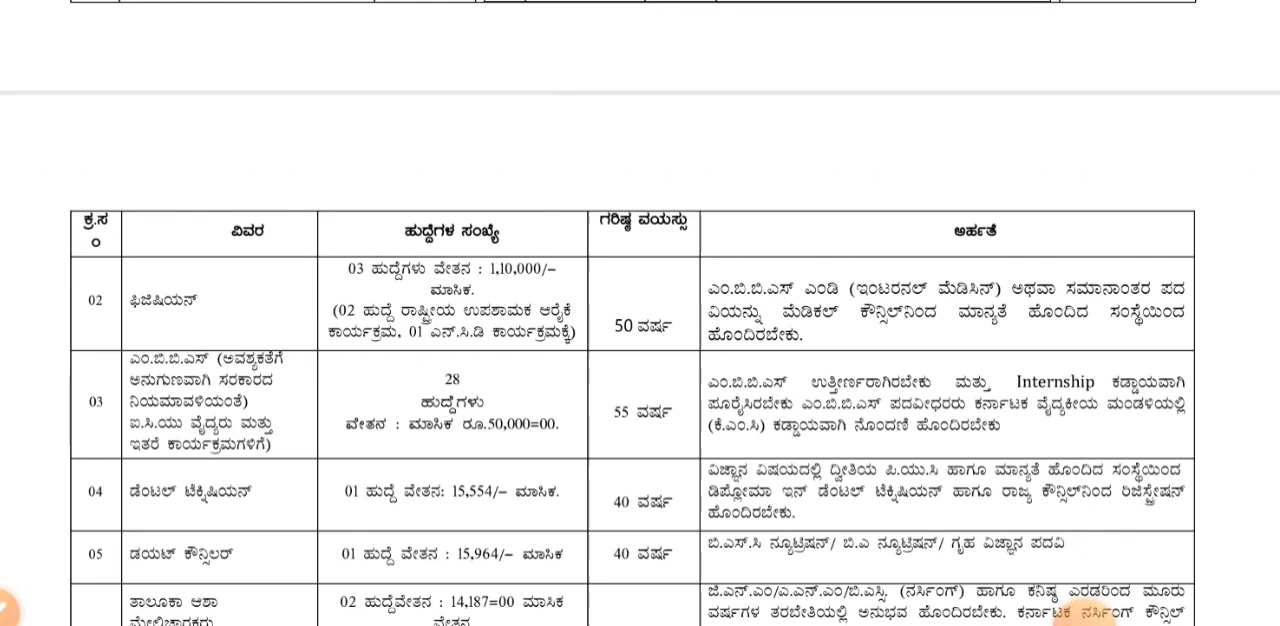 ಕ್ರ.ಸ
ಂ
ವಿವರ
ಹುದ್ದೆಗಳ ಸಂಖ್ಯೆ
ಗರಿಷ್ಠ ವಯಸ್ಸು
ಅರ್ಹತೆ
02
ಫಿಜಿಷಿಯನ್
03 ಹುದ್ದೆಗಳು ವೇತನ : 1,10,000/–
ಮಾಸಿಕ.
(02 ಹುದ್ದೆ ರಾಷ್ಟ್ರೀಯ ಉಪಶಾಮಕ ಆರೈಕೆ
ಕಾರ್ಯಕ್ರಮ, 01 ಎನ್.ಸಿ.ಡಿ ಕಾರ್ಯಕ್ರಮಕ್ಕೆ)
50 ವರ್ಷ
ಎಂ.ಬಿ.ಬಿ.ಎಸ್ ಎಂಡಿ (ಇಂಟರನಲ್ ಮೆಡಿಸಿನ್) ಅಥವಾ ಸಮಾನಾಂತರ ಪದ
ವಿಯನ್ನು ಮೆಡಿಕಲ್ ಕೌನ್ಸಿಲ್‌ನಿಂದ ಮಾನ್ಯತೆ ಹೊಂದಿದ ಸಂಸ್ಥೆಯಿಂದ
ಹೊಂದಿರಬೇಕು.
03
ಎಂ.ಬಿ.ಬಿ.ಎಸ್ (ಅವಶ್ಯಕತೆಗೆ
ಅನುಗುಣವಾಗಿ ಸರಕಾರದ
ನಿಯಮಾವಳಿಯಂತೆ)
ಐ.ಸಿ.ಯು ವೈದ್ಯರು ಮತ್ತು
ಇತರೆ ಕಾರ್ಯಕ್ರಮಗಳಿಗೆ)
28
ಹುದ್ದೆಗಳು
ವೇತನ : ಮಾಸಿಕ ರೂ.50,000=00.
55 ವರ್ಷ
ಎಂ.ಬಿ.ಬಿ.ಎಸ್ ಉತ್ತೀರ್ಣರಾಗಿರಬೇಕು ಮತ್ತು Internship ಕಡ್ಡಾಯವಾಗಿ
ಪೂರೈಸಿರಬೇಕು ಎಂ.ಬಿ.ಬಿ.ಎಸ್ ಪದವೀಧರರು ಕರ್ನಾಟಕ ವೈದ್ಯಕೀಯ ಮಂಡಳಿಯಲ್ಲಿ
(ಕೆ.ಎಂ.ಸಿ) ಕಡ್ಡಾಯವಾಗಿ ನೊಂದಣಿ ಹೊಂದಿರಬೇಕು
04
ಡೆಂಟಲ್ ಟೆಕ್ನಿಷಿಯನ್
01 ಹುದ್ದೆ ವೇತನ: 15,554/– ಮಾಸಿಕ.
40 ವರ್ಷ
ವಿಜ್ಞಾನ ವಿಷಯದಲ್ಲಿ ದ್ವಿತೀಯ ಪಿ.ಯು.ಸಿ ಹಾಗೂ ಮಾನ್ಯತೆ ಹೊಂದಿದ ಸಂಸ್ಥೆಯಿಂದ
ಡಿಪ್ಲೋಮಾ ಇನ್ ಡೆಂಟಲ್ ಟೆಕ್ನಿಷಿಯನ್ ಹಾಗೂ ರಾಜ್ಯ ಕೌನ್ಸಿಲ್‌ನಿಂದ ರಿಜಿಸ್ಟ್ರೇಷನ್
ಹೊಂದಿರಬೇಕು.
05
ಡಯಟ್ ಕೌನ್ಸಿಲರ್
01 ಹುದ್ದೆ ವೇತನ : 15,964/– ಮಾಸಿಕ
40 ವರ್ಷ
ಬಿ.ಎಸ್.ಸಿ ನ್ಯೂಟ್ರಿಷನ್/ ಬಿ.ಎ ನ್ಯೂಟ್ರಿಷನ್/ ಗೃಹ ವಿಜ್ಞಾನ ಪದವಿ
ತಾಲೂಕಾ ಆಶಾ
ಮೇಲ್ವಿಚಾರಕರು
02 ಹುದ್ದೆವೇತನ : 14,187=00 ಮಾಸಿಕ
ವೇತನ
ಜಿ.ಎನ್.ಎಂ/ಎ.ಎನ್.ಎಂ/ಬಿ.ಎಸ್ಸಿ. (ನರ್ಸಿಂಗ್) ಹಾಗೂ ಕನಿಷ್ಠ ಎರಡರಿಂದ ಮೂರು
ವರ್ಷಗಳ ತರಬೇತಿಯಲ್ಲಿ ಅನುಭವ ಹೊಂದಿರಬೇಕು. ಕರ್ನಾಟಕ ನರ್ಸಿಂಗ್ ಕೌನ್ಸಿಲ್